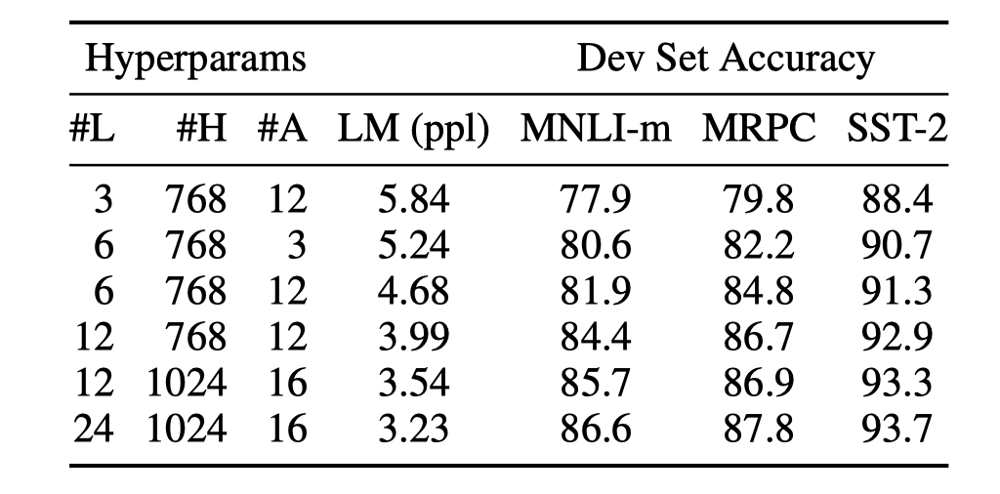 Hyperparams Dev Set Accuracy
#L #H #A LM (ppl) MNLI-m MRPC SST-2
3 768 12 5.84 77.9 79.8 88.4
6 768 3 5.24 80.6 82.2 90.7
6 768 12 4.68 81.9 84.8 91.3
12 768 12 3.99 84.4 86.7 92.9
12 1024 16 3.54 85.7 86.9 93.3
24 1024 16 3.23 86.6 87.8 93.7